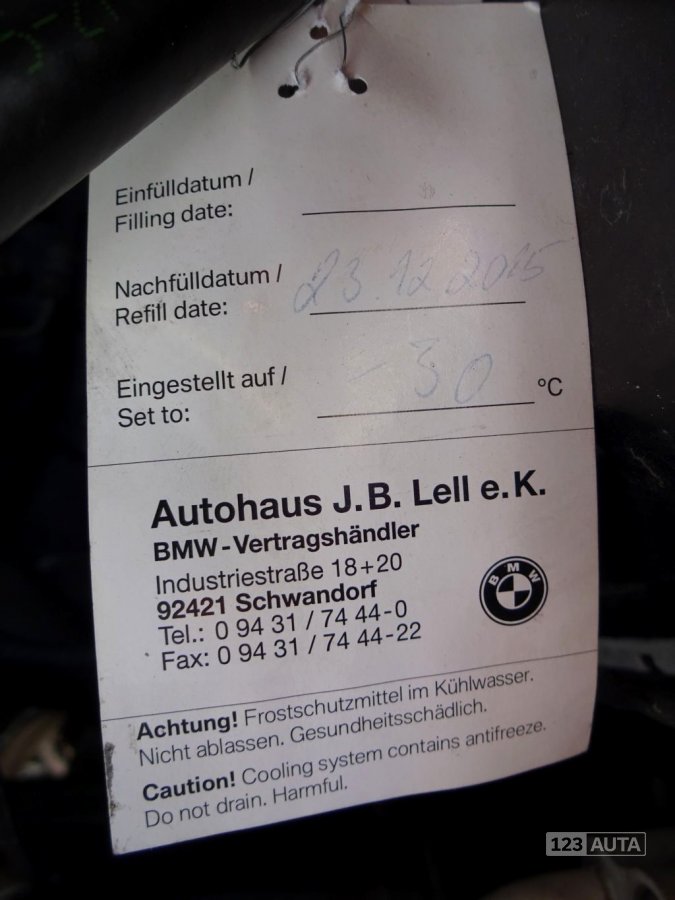 Einfülldatum /
Filling date:
Nachfülldatum / 23.12.2015
Refill date:
Eingestellt auf / -30 °C
Set to:
Autohaus J.B. Lell e.K.
BMW-Vertragshändler
Industriestraße 18+20
92421 Schwandorf
Tel.: 0 94 31 / 74 44-0
Fax: 0 94 31 / 74 44-22
BMW
Achtung! Frostschutzmittel im Kühlwasser.
Nicht ablassen. Gesundheitsschädlich.
Caution! Cooling system contains antifreeze.
Do not drain. Harmful.
123 AUTA